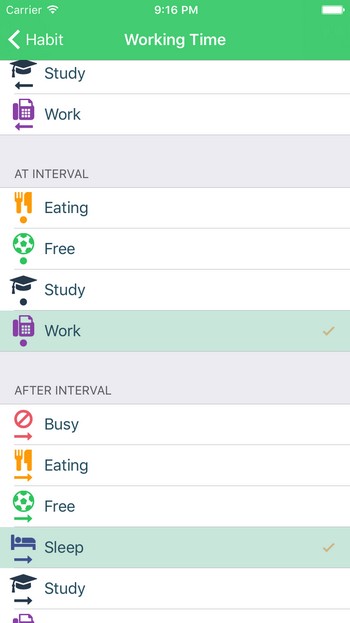 Carrier 9:16 PM
Habit Working Time
Study
Work
AT INTERVAL
Eating
Free
Study
Work
AFTER INTERVAL
Busy
Eating
Free
Sleep
Study